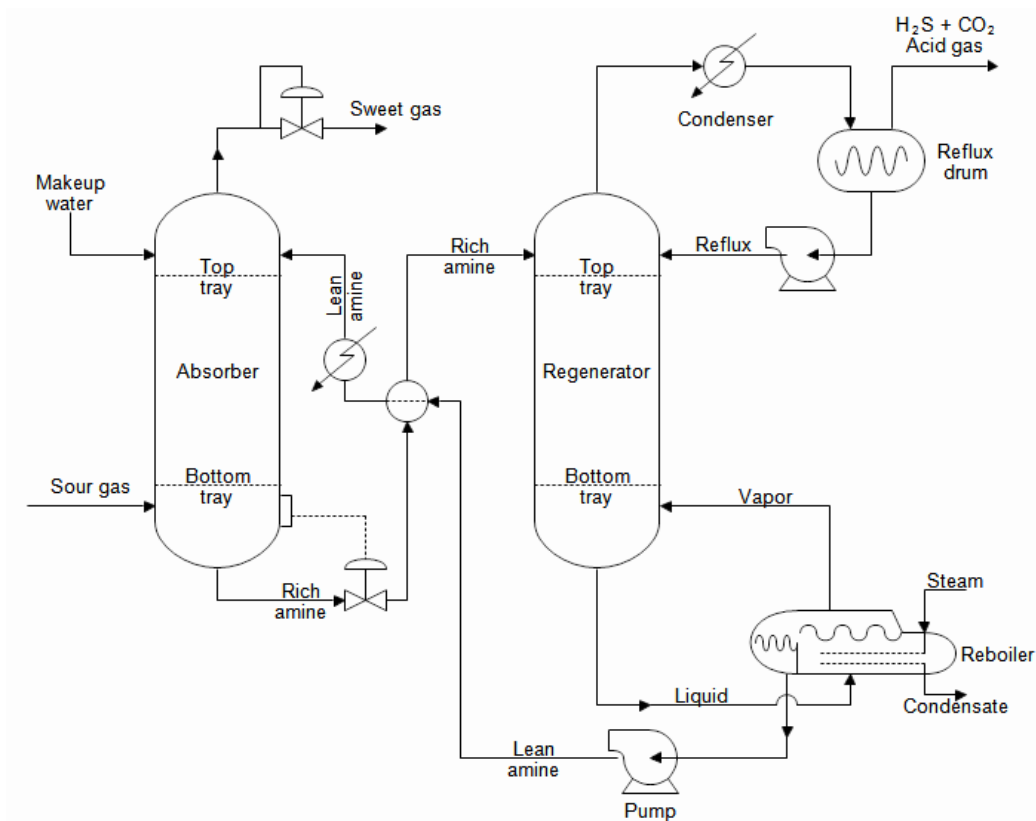 H₂S + CO₂
Acid gas
Sweet gas
Condenser
Reflux
drum
Makeup
water
Rich
amine
Reflux
Top
tray
Lean
amine
Top
tray
Absorber
Regenerator
Sour gas
Bottom
tray
Bottom
tray
Vapor
Steam
Rich
amine
Reboiler
Liquid
Condensate
Lean
amine
Pump